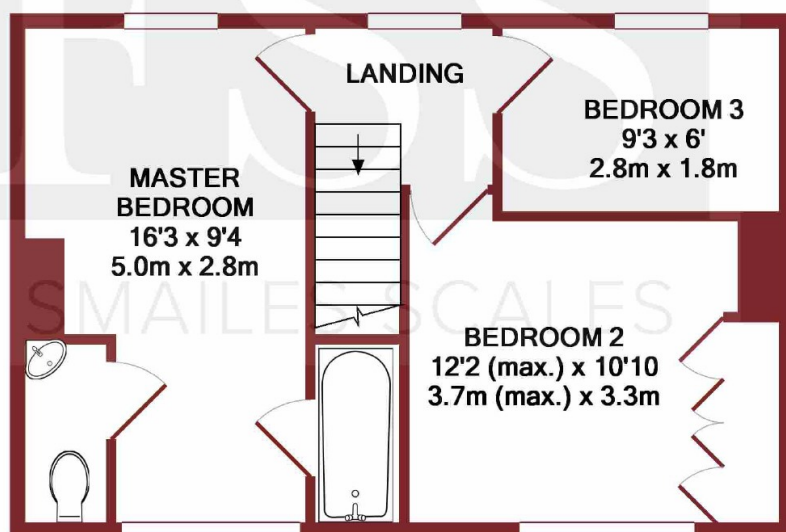 FSS
LANDING
BEDROOM 3
9'3 x 6'
2.8m x 1.8m
MASTER
BEDROOM
16'3 x 9'4
5.0m x 2.8m
SMAILES SCALES
BEDROOM 2
12'2 (max.) x 10'10
3.7m (max.) x 3.3m